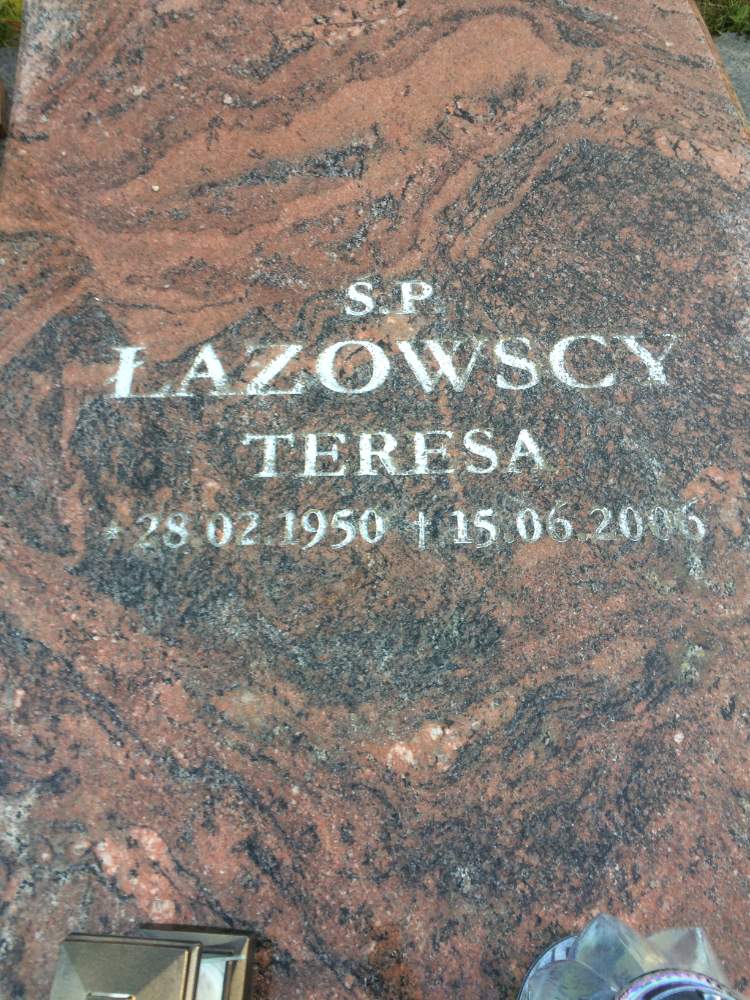 S.P.
ŁAZOWSCY
TERESA
* 28.02.1950 † 15.06.2006